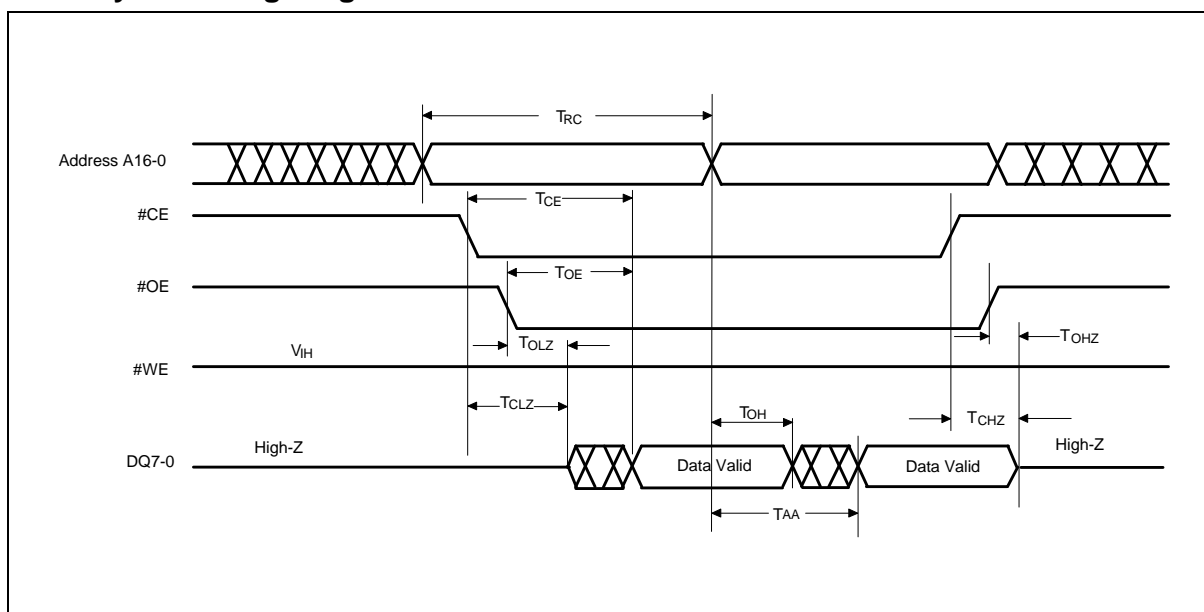 TRC
Address A16-0
TCE
#CE
TOE
#OE
TOLZ
TOHZ
VIH
#WE
TCLZ
TOH
TCHZ
High-Z
High-Z
DQ7-0
Data Valid
Data Valid
TAA